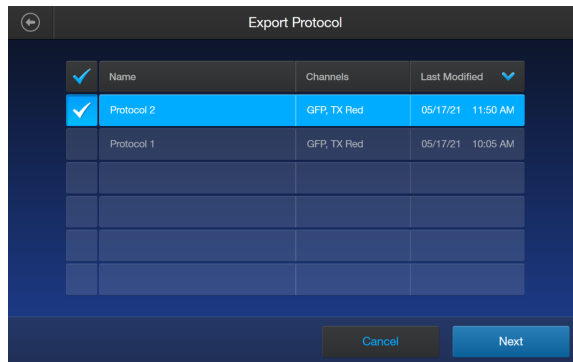 Export Protocol
Name Channels Last Modified
Protocol 2 GFP, TX Red 05/17/21 11:50 AM
Protocol 1 GFP, TX Red 05/17/21 10:05 AM
Cancel Next